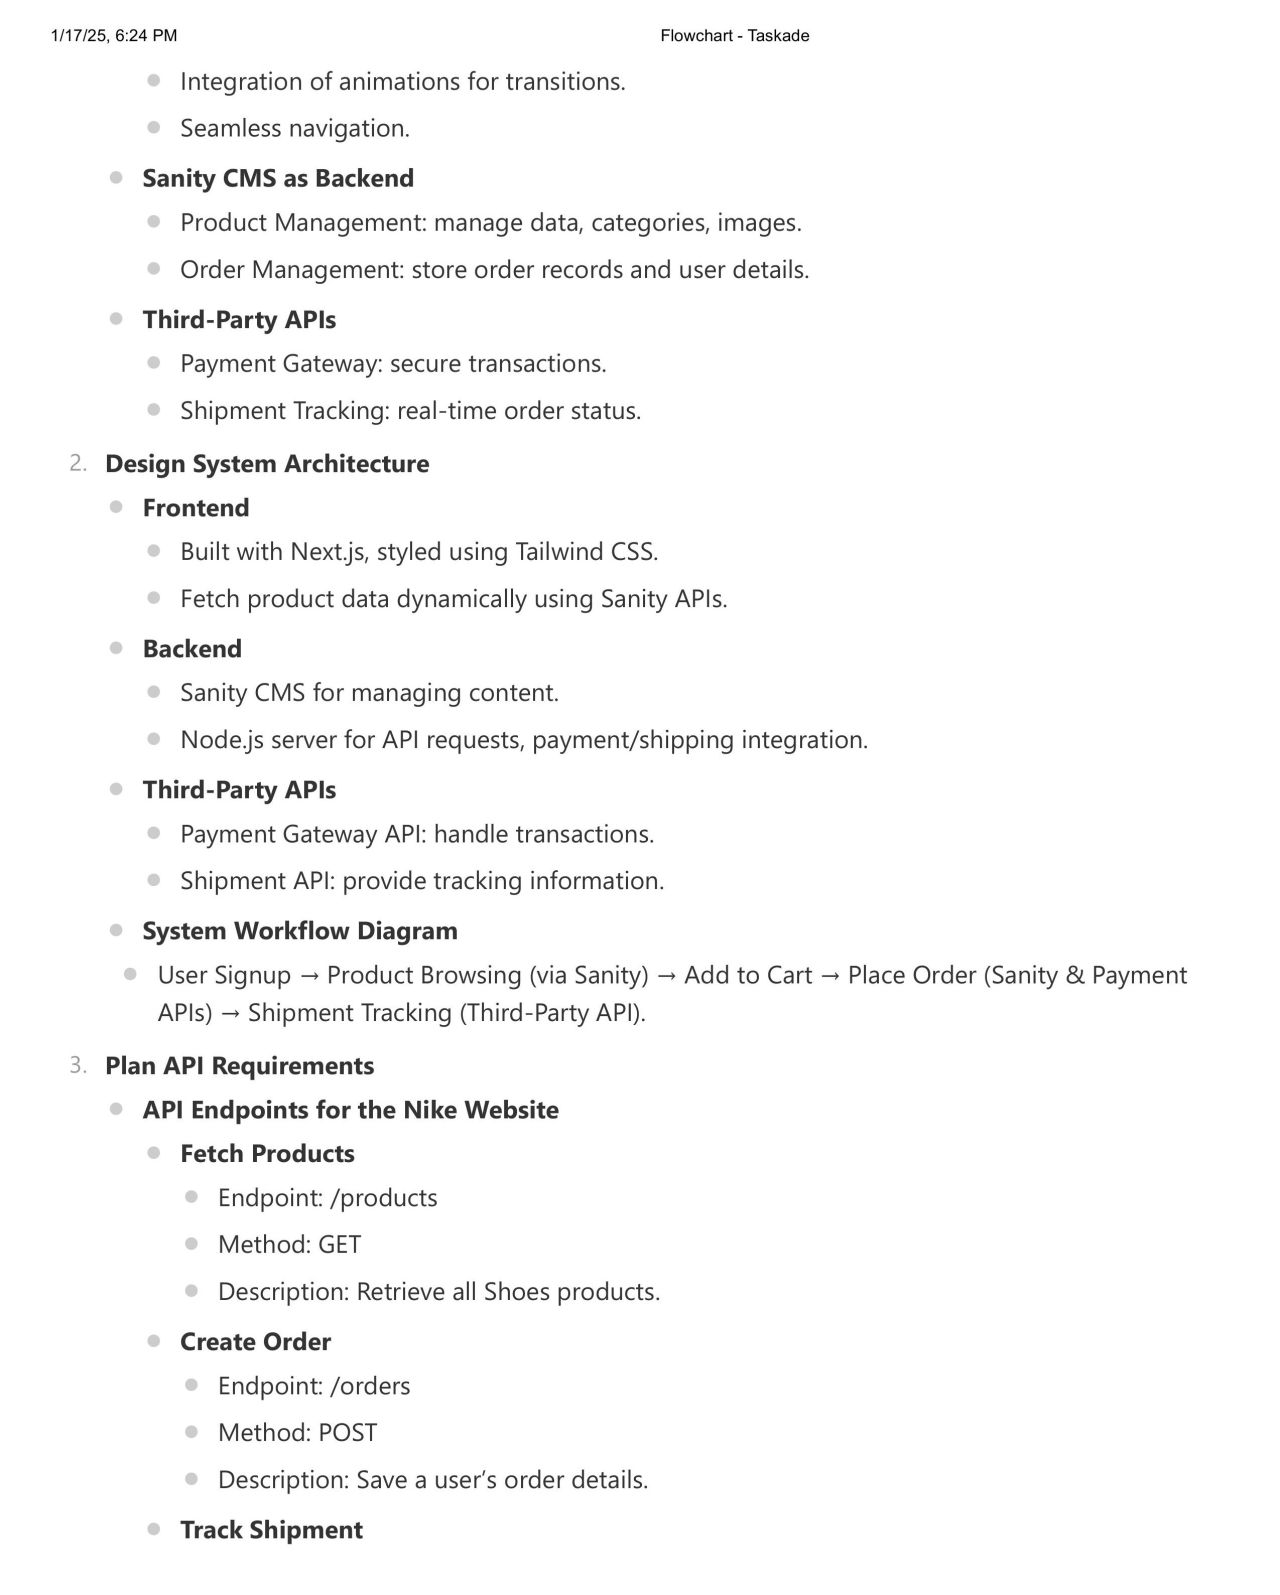 1/17/25, 6:24 PM
Flowchart - Taskade
Integration of animations for transitions.
Seamless navigation.
Sanity CMS as Backend
Product Management: manage data, categories, images.
Order Management: store order records and user details.
Third-Party APIs
Payment Gateway: secure transactions.
Shipment Tracking: real-time order status.
2. Design System Architecture
Frontend
Built with Next.js, styled using Tailwind CSS.
Fetch product data dynamically using Sanity APIs.
Backend
Sanity CMS for managing content.
Node.js server for API requests, payment/shipping integration.
Third-Party APIs
Payment Gateway API: handle transactions.
Shipment API: provide tracking information.
System Workflow Diagram
User Signup → Product Browsing (via Sanity) → Add to Cart → Place Order (Sanity & Payment
APIs) → Shipment Tracking (Third-Party API).
3. Plan API Requirements
API Endpoints for the Nike Website
Fetch Products
Endpoint: /products
Method: GET
Description: Retrieve all Shoes products.
Create Order
Endpoint: /orders
Method: POST
Description: Save a user’s order details.
Track Shipment